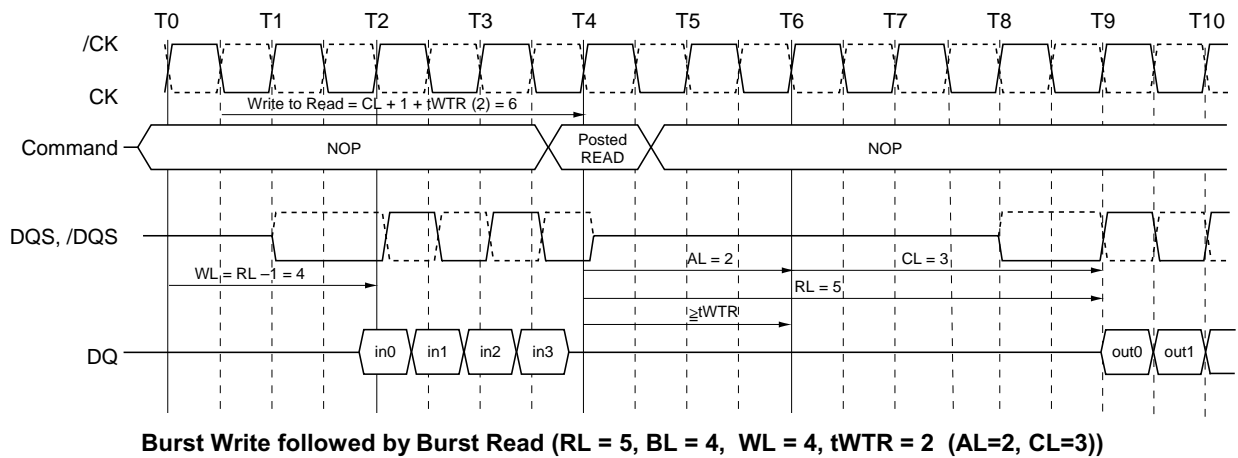 T0 T1 T2 T3 T4 T5 T6 T7 T8 T9 T10
/CK
CK
Write to Read = CL + 1 + tWTR (2) = 6
Command
NOP
Posted
READ
NOP
DQS, /DQS
WL = RL –1 = 4
AL = 2
CL = 3
RL = 5
≧tWTR
DQ
in0 in1 in2 in3
out0 out1
Burst Write followed by Burst Read (RL = 5, BL = 4, WL = 4, tWTR = 2 (AL=2, CL=3))